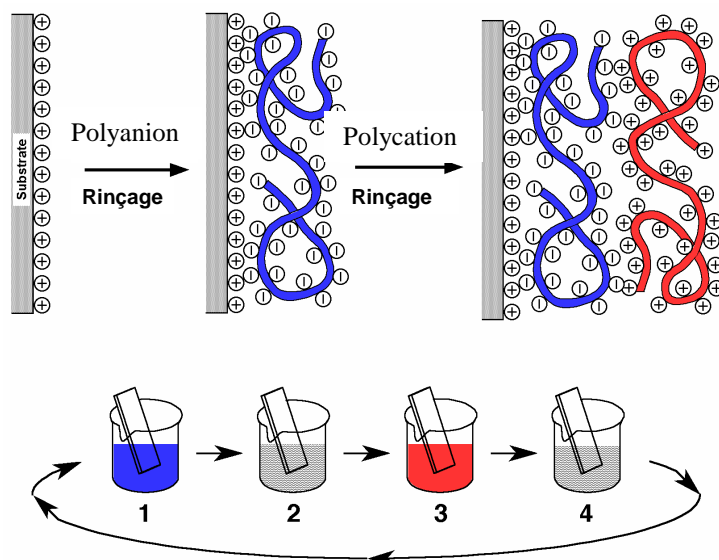 Substrate
Polyanion
Rinçage
Polycation
Rinçage
1
2
3
4